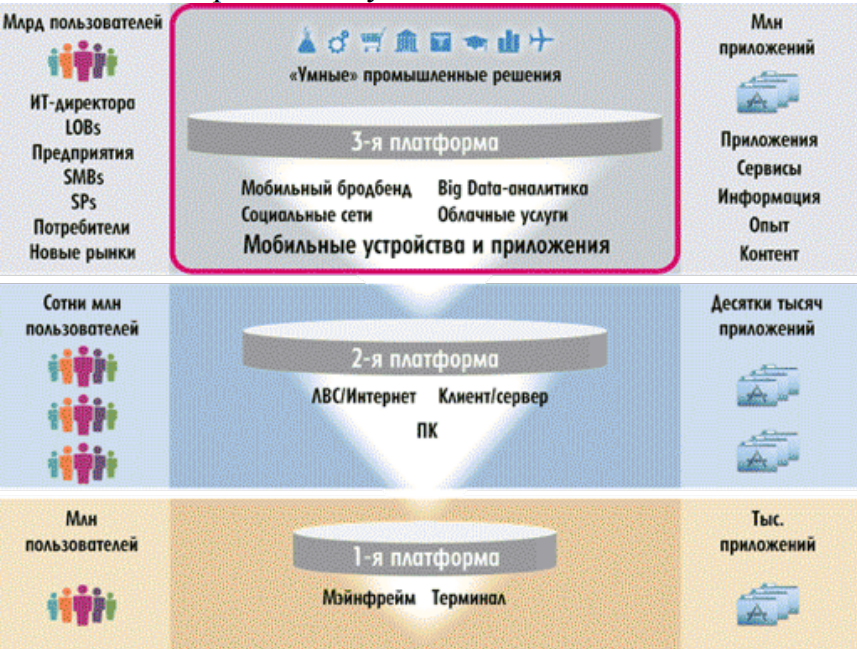 Млрд пользователей
ИТ-директора
LOBs
Предприятия
SMBs
SPs
Потребители
Новые рынки
«Умные» промышленные решения
3-я платформа
Мобильный бродбенд Big Data-аналитика
Социальные сети Облачные услуги
Мобильные устройства и приложения
Млн
приложений
Приложения
Сервисы
Информация
Опыт
Контент
Сотни млн
пользователей
2-я платформа
ЛВС/Интернет Клиент/сервер
ПК
Десятки тысяч
приложений
Млн
пользователей
1-я платформа
Мэйнфрейм Терминал
Тыс.
приложений